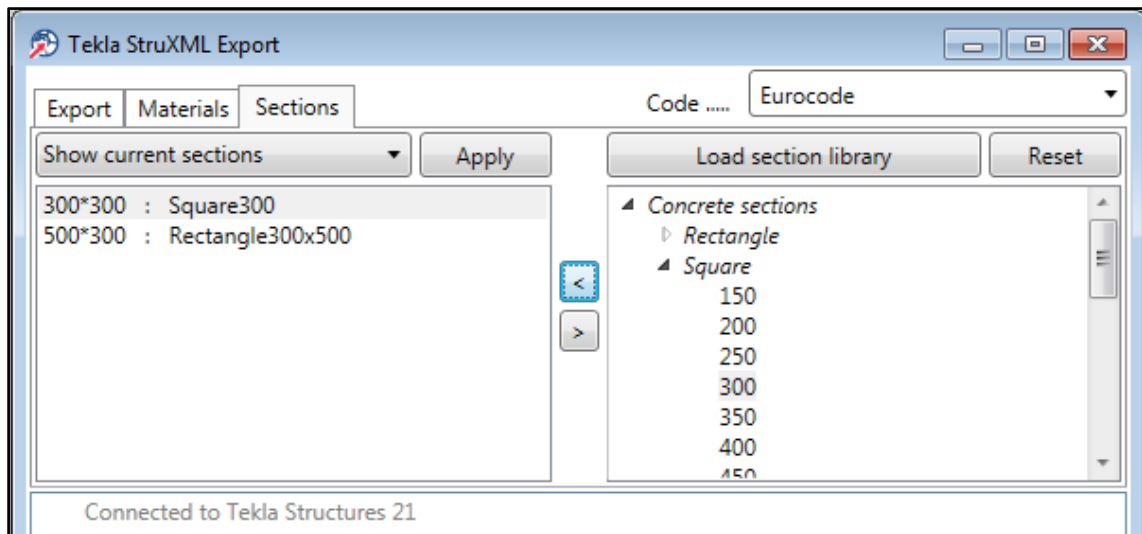 Tekla StruXML Export
Export Materials Sections Code ..... Eurocode
Show current sections Apply Load section library Reset
300*300 : Square300
500*300 : Rectangle300x500
<
>
Concrete sections
Rectangle
Square
150
200
250
300
350
400
450
Connected to Tekla Structures 21